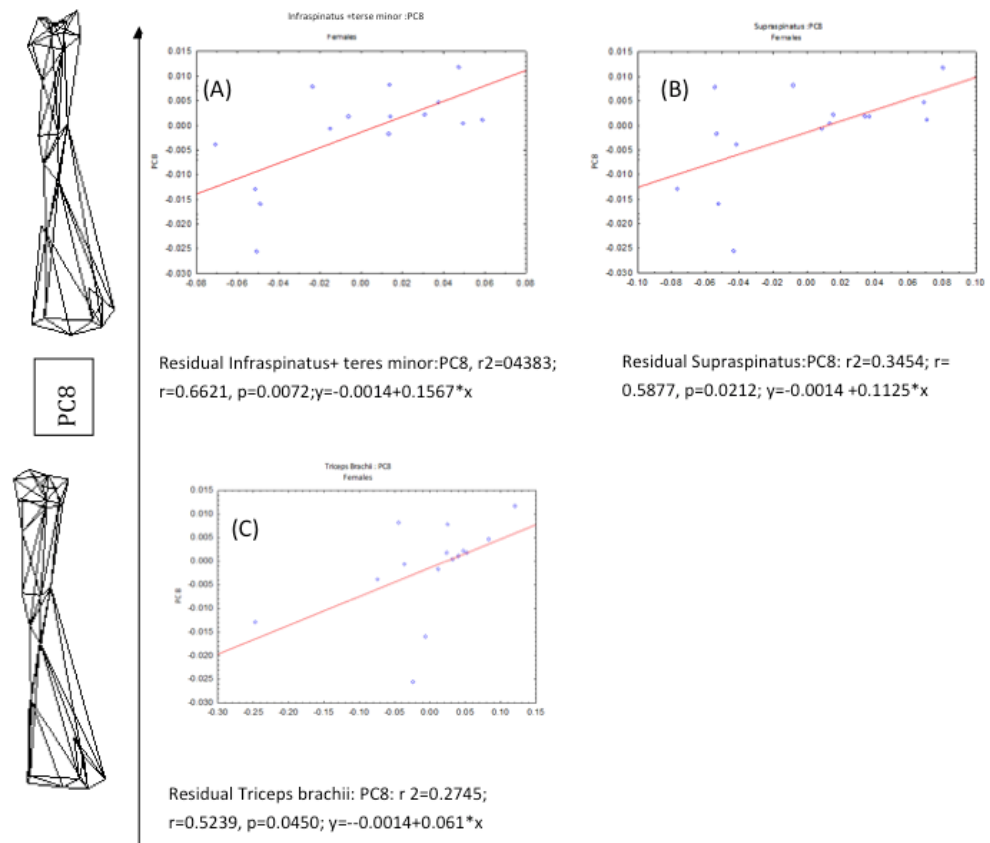 Infraspinatus +terse minor :PC8
Females
(A)
0.015
0.010
0.005
0.000
-0.005
-0.010
-0.015
-0.020
-0.025
-0.030
PC8
-0.08 -0.06 -0.04 -0.02 0.00 0.02 0.04 0.06 0.08
Supraspinatus :PC8
Females
(B)
0.015
0.010
0.005
0.000
-0.005
-0.010
-0.015
-0.020
-0.025
-0.030
PC8
-0.10 -0.08 -0.06 -0.04 -0.02 0.00 0.02 0.04 0.06 0.08 0.10
Residual Infraspinatus+ teres minor:PC8, r2=04383;
r=0.6621, p=0.0072;y=-0.0014+0.1567*x
Residual Supraspinatus:PC8: r2=0.3454; r=
0.5877, p=0.0212; y=-0.0014 +0.1125*x
PC8
Triceps Brachii : PC8
Females
(C)
0.015
0.010
0.005
0.000
-0.005
-0.010
-0.015
-0.020
-0.025
-0.030
PC8
-0.30 -0.25 -0.20 -0.15 -0.10 -0.05 0.00 0.05 0.10 0.15
Residual Triceps brachii: PC8: r 2=0.2745;
r=0.5239, p=0.0450; y=--0.0014+0.061*x